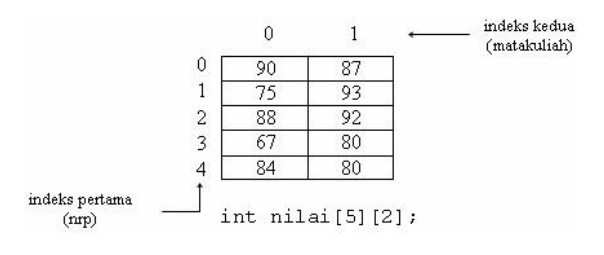 indeks kedua
(matakuliah)
0 1
0 90 87
1 75 93
2 88 92
3 67 80
4 84 80
indeks pertama
(nrp)
int nilai[5][2];